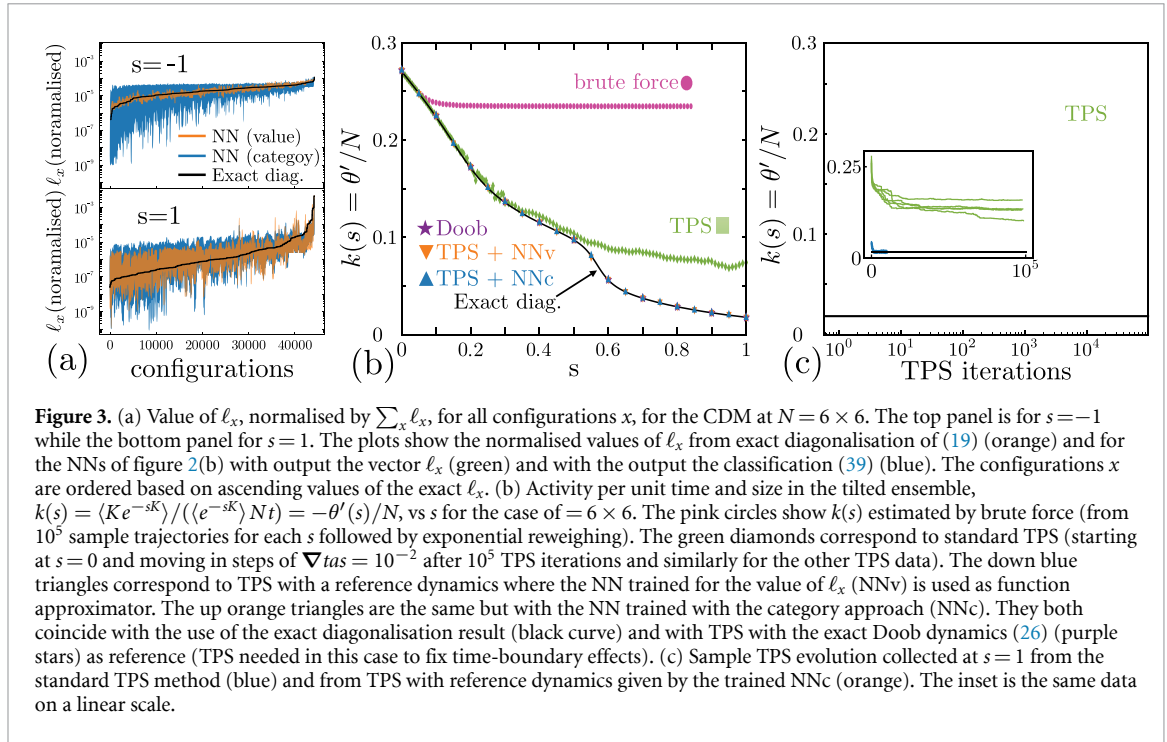 (a)
ℓₓ(noramalised) ℓₓ(noramalised)
10⁻³
10⁻⁵
10⁻⁷
10⁻⁹
s=-1
NN (value)
NN (categoy)
Exact diag.
10⁻³
10⁻⁵
10⁻⁷
10⁻⁹
s=1
0 10000 20000 30000 40000
configurations
(b)
k(s) = θ′/N
0.3
0.2
0.1
0
brute force
TPS
Doob
TPS + NNv
TPS + NNc
Exact diag.
0 0.2 0.4 0.6 0.8 1
s
(c)
k(s) = θ′/N
0.3
0.2
0.1
0
TPS
0.25
0
0 10⁵
10⁰ 10¹ 10² 10³ 10⁴
TPS iterations
Figure 3. (a) Value of ℓₓ, normalised by ∑ₓ ℓₓ, for all configurations x, for the CDM at N = 6 × 6. The top panel is for s =−1
while the bottom panel for s = 1. The plots show the normalised values of ℓₓ from exact diagonalisation of (19) (orange) and for
the NNs of figure 2(b) with output the vector ℓₓ (green) and with the output the classification (39) (blue). The configurations x
are ordered based on ascending values of the exact ℓₓ. (b) Activity per unit time and size in the tilted ensemble,
k(s) = ⟨Ke⁻ˢᴷ⟩/(⟨e⁻ˢᴷ⟩ Nt) = −θ′(s)/N, vs s for the case of = 6 × 6. The pink circles show k(s) estimated by brute force (from
10⁵ sample trajectories for each s followed by exponential reweighing). The green diamonds correspond to standard TPS (starting
at s = 0 and moving in steps of ∇tas = 10⁻² after 10⁵ TPS iterations and similarly for the other TPS data). The down blue
triangles correspond to TPS with a reference dynamics where the NN trained for the value of ℓₓ (NNv) is used as function
approximator. The up orange triangles are the same but with the NN trained with the category approach (NNc). They both
coincide with the use of the exact diagonalisation result (black curve) and with TPS with the exact Doob dynamics (26) (purple
stars) as reference (TPS needed in this case to fix time-boundary effects). (c) Sample TPS evolution collected at s = 1 from the
standard TPS method (blue) and from TPS with reference dynamics given by the trained NNc (orange). The inset is the same data
on a linear scale.